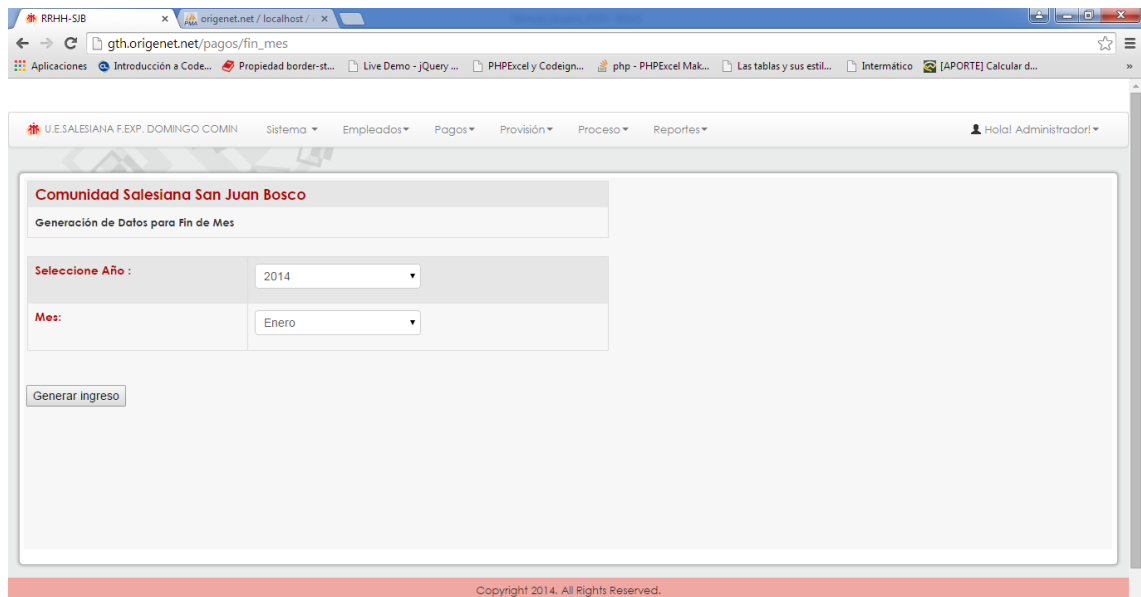 RRHH-SJB
origenet.net / localhost /
gth.origenet.net/pagos/fin_mes
Aplicaciones Introducción a Code... Propiedad border-st... Live Demo - jQuery ... PHPExcel y Codeign... php - PHPExcel Mak... Las tablas y sus estil... Intermático [APORTE] Calcular d... »
U.E.SALESIANA F.EXP. DOMINGO COMIN Sistema Empleados Pagos Provisión Proceso Reportes Hola! Administrador!
Comunidad Salesiana San Juan Bosco
Generación de Datos para Fin de Mes
Seleccione Año : 2014
Mes: Enero
Generar ingreso
Copyright 2014. All Rights Reserved.